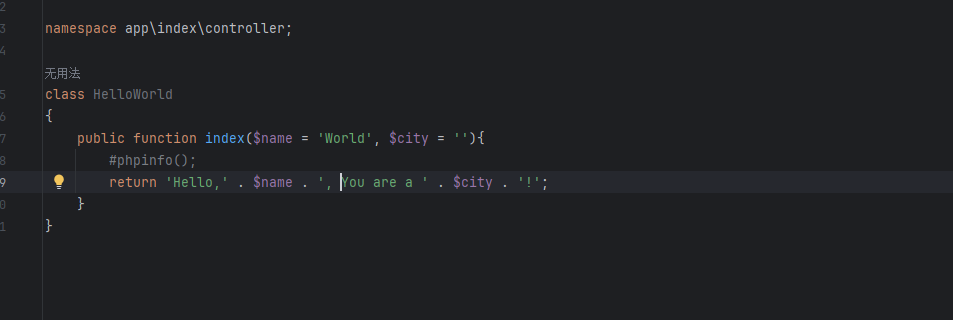 2
3 namespace app\index\controller;
4
无用法
5 class HelloWorld
6 {
7 public function index($name = 'World', $city = ''){
8 #phpinfo();
9 return 'Hello,' . $name . ', You are a ' . $city . '!';
0 }
1 }